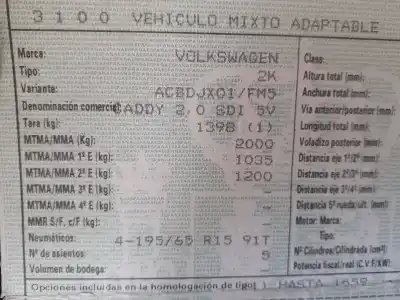 3100 VEHICULO MIXTO ADAPTABLE
Marca: VOLKSWAGEN
Tipo: 2K
Variante: ACBDJX01/FM5
Denominación comercial: CADDY 2.0 SDI 5V
Tara (kg): 1398 (1)
MTMA/MMA (Kg): 2000
MTMA/MMA 1º E (kg): 1035
MTMA/MMA 2º E (kg): 1200
MTMA/MMA 3º E (kg): -
MTMA/MMA 4º E (kg): -
MMR S/F, c/F (kg): -
Neumáticos: 4-195/65 R15 91T
Nº de asientos 5
Volumen de bodega: -
Clase:
Altura total (mm):
Anchura total (mm):
Vía anterior/posterior (mm):
Longitud total (mm):
Voladizo posterior (mm):
Distancia eje 1º/2º (mm):
Distancia eje 2º/3º (mm):
Distancia eje 3º/4º (mm):
Distancia 5ª rueda/ult. (mm):
Motor: Marca:
Tipo:
Nº Cilindros/Cilindrada (cm³):
Potencia fiscal/real (C.V.F/kW):
Opciones incluidas en la homologación de tipo: ) HASTA 1659